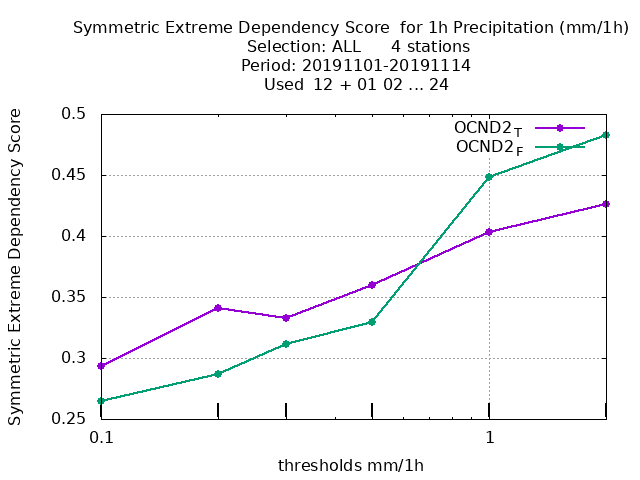 Symmetric Extreme Dependency Score  for 1h Precipitation (mm/1h)
Selection: ALL      4 stations
Period: 20191101-20191114
Used  12 + 01 02 ... 24
Symmetric Extreme Dependency Score
0.5
0.45
0.4
0.35
0.3
0.25
OCND2T
OCND2F
0.1
1
thresholds mm/1h